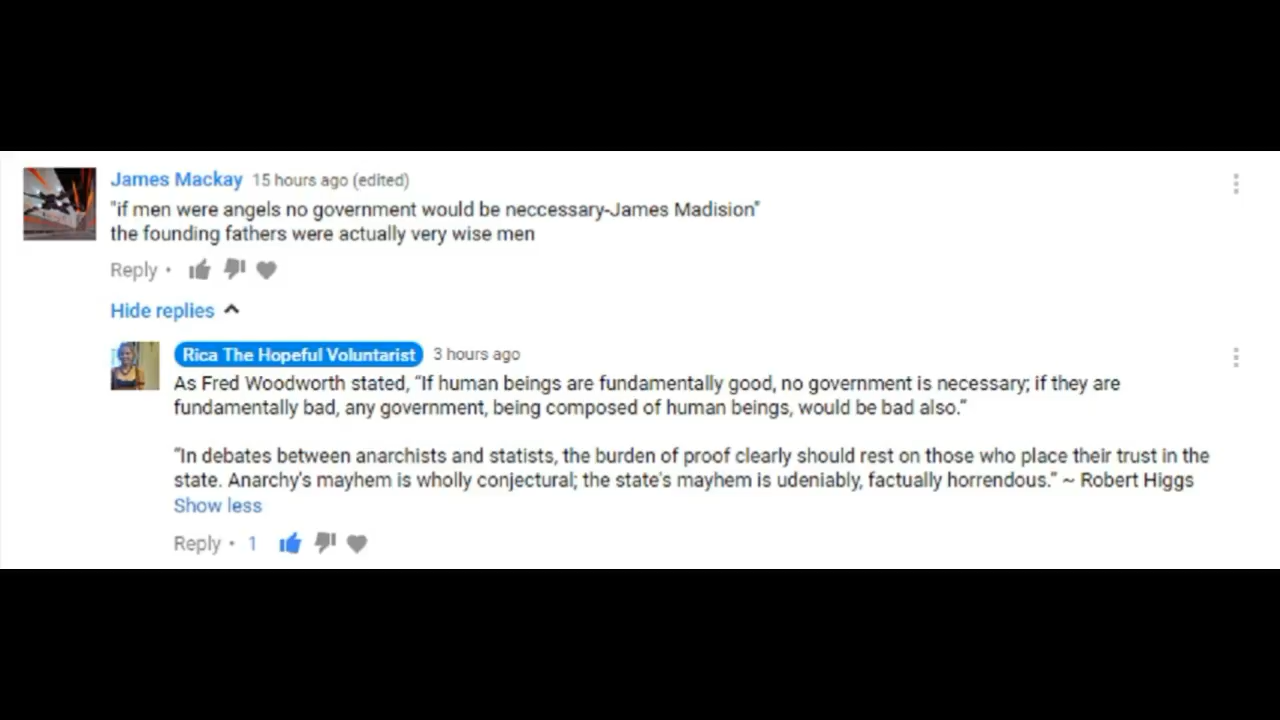 James Mackay 15 hours ago (edited)
"if men were angels no government would be neccessary-James Madision"
the founding fathers were actually very wise men
Reply •
Hide replies
Rica The Hopeful Voluntarist 3 hours ago
As Fred Woodworth stated, “If human beings are fundamentally good, no government is necessary; if they are
fundamentally bad, any government, being composed of human beings, would be bad also.”
“In debates between anarchists and statists, the burden of proof clearly should rest on those who place their trust in the
state. Anarchy's mayhem is wholly conjectural; the state's mayhem is udeniably, factually horrendous.” ~ Robert Higgs
Show less
Reply • 1